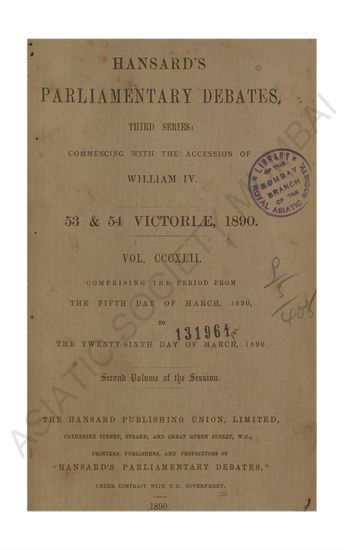 HANSARD'S
PARLIAMENTARY DEBATES,
THIRD SERIES:
COMMENCING WITH THE ACCESSION OF
WILLIAM IV.
LIBRARY
OF THE
BOMBAY
BRANCH
OF THE
ROYAL ASIATIC SOCIETY
53 & 54 VICTORIÆ, 1890.
VOL. CCCXLII.
COMPRISING THE PERIOD FROM
THE FIFTH DAY OF MARCH, 1890,
TO
131964
THE TWENTY-SIXTH DAY OF MARCH, 1890.
Second Volume of the Session.
THE HANSARD PUBLISHING UNION, LIMITED,
CATHERINE STREET, STRAND, AND GREAT QUEEN STREET, W.C.,
PRINTERS, PUBLISHERS, AND PROPRIETORS OF
"HANSARD'S PARLIAMENTARY DEBATES,"
UNDER CONTRACT WITH H.M. GOVERNMENT.
1890.
ASIATIC SOCIETY MUMBAI